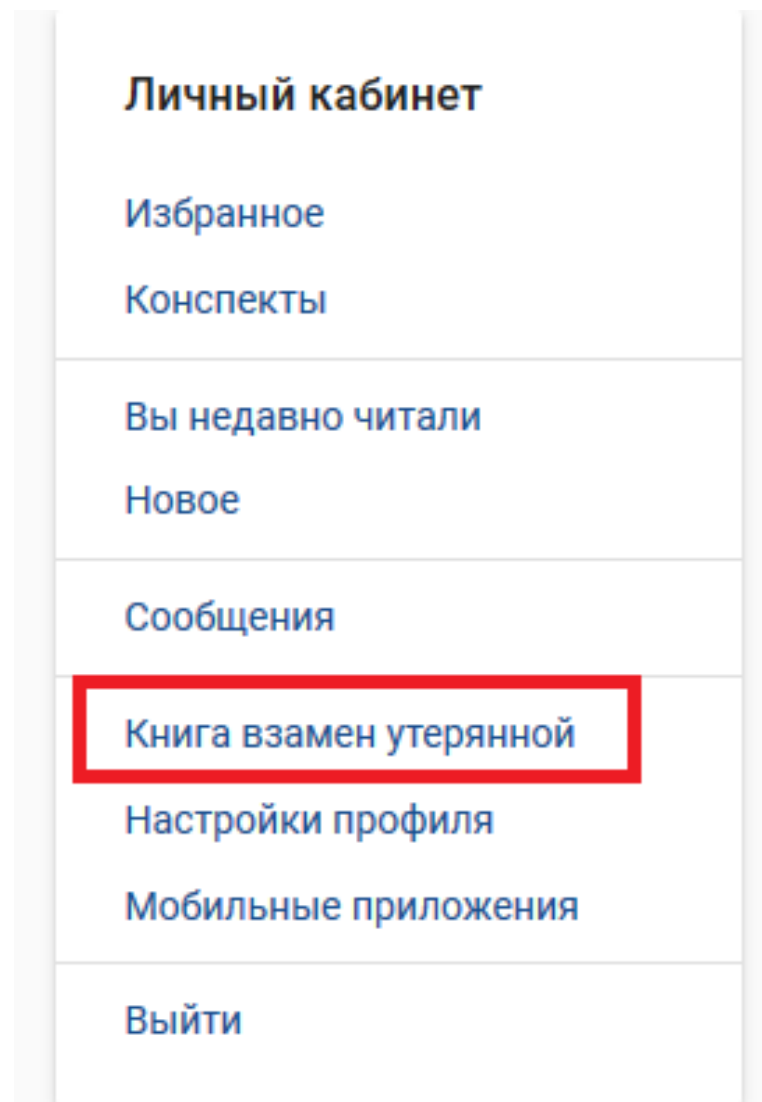 Личный кабинет
Избранное
Конспекты
Вы недавно читали
Новое
Сообщения
Книга взамен утерянной
Настройки профиля
Мобильные приложения
Выйти